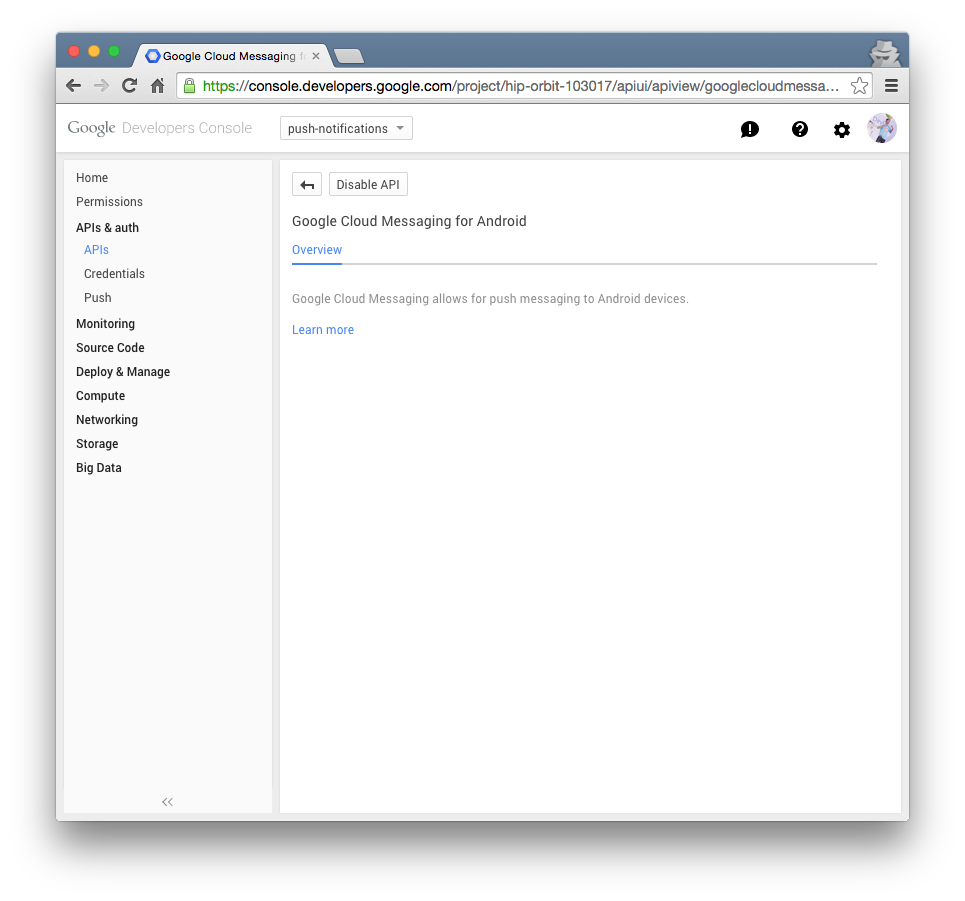 Google Cloud Messaging f
https://console.developers.google.com/project/hip-orbit-103017/apiui/apiview/googlecloudmessa...
Google Developers Console
push-notifications
Home
Permissions
APIs & auth
APIs
Credentials
Push
Monitoring
Source Code
Deploy & Manage
Compute
Networking
Storage
Big Data
Disable API
Google Cloud Messaging for Android
Overview
Google Cloud Messaging allows for push messaging to Android devices.
Learn more